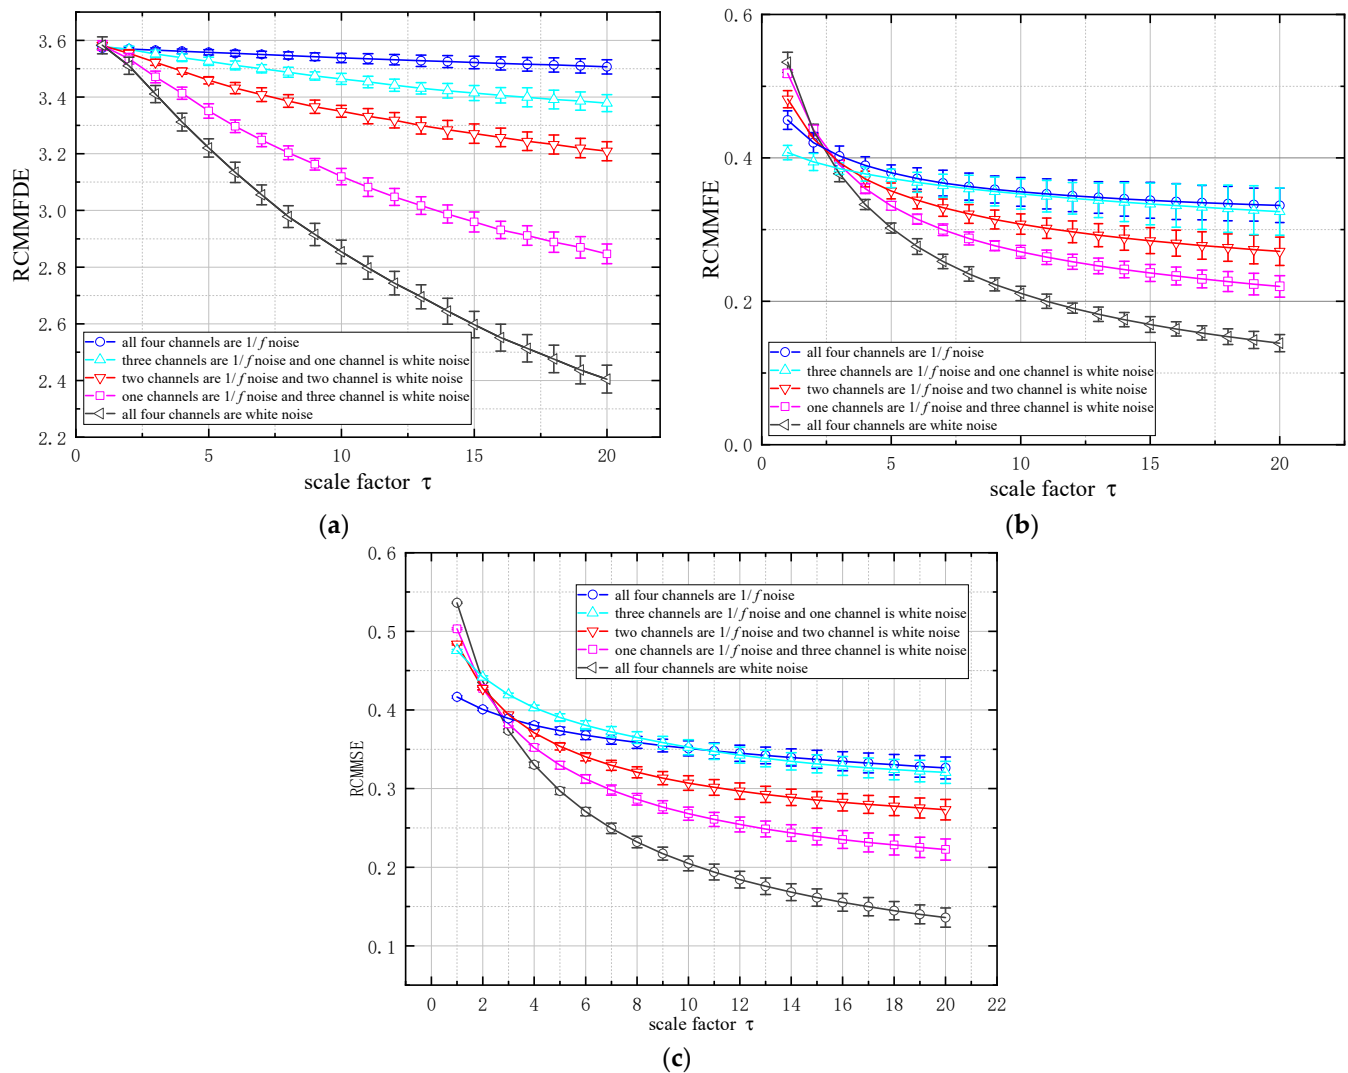 3.6
3.4
3.2
3.0
2.8
2.6
2.4
2.2
RCMMFDE
all four channels are 1/f noise
three channels are 1/f noise and one channel is white noise
two channels are 1/f noise and two channel is white noise
one channels are 1/f noise and three channel is white noise
all four channels are white noise
0 5 10 15 20
scale factor τ
(a)
0.6
0.4
0.2
0.0
RCMMFE
all four channels are 1/f noise
three channels are 1/f noise and one channel is white noise
two channels are 1/f noise and two channel is white noise
one channels are 1/f noise and three channel is white noise
all four channels are white noise
0 5 10 15 20
scale factor τ
(b)
0.6
0.5
0.4
0.3
0.2
0.1
RCMMSE
all four channels are 1/f noise
three channels are 1/f noise and one channel is white noise
two channels are 1/f noise and two channel is white noise
one channels are 1/f noise and three channel is white noise
all four channels are white noise
0 2 4 6 8 10 12 14 16 18 20 22
scale factor τ
(c)